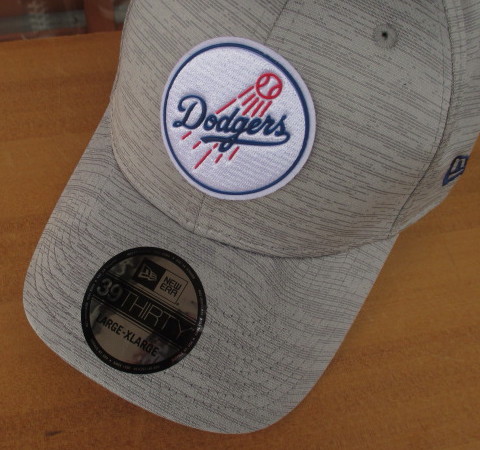 Dodgers
NEW
ERA
39THIRTY
LARGE-XLARGE